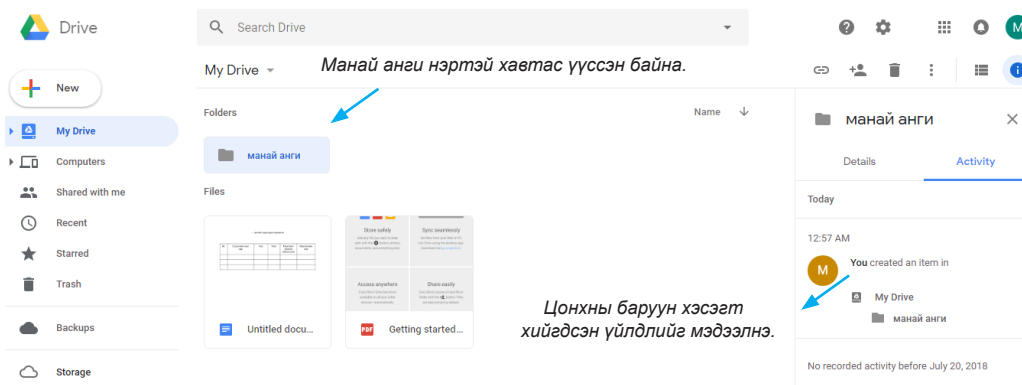 Drive
Search Drive
M
New
My Drive
Манай анги нэртэй хавтас үүссэн байна.
My Drive
Computers
Shared with me
Recent
Starred
Trash
Backups
Storage
Folders
Name
манай анги
Files
Store safely
Sync seamlessly
Access anywhere
Share easily
Untitled docu...
PDF
Getting started...
Цонхны баруун хэсэгт
хийгдсэн үйлдлийг мэдээлнэ.
манай анги
Details
Activity
Today
12:57 AM
M
You created an item in
My Drive
манай анги
No recorded activity before July 20, 2018